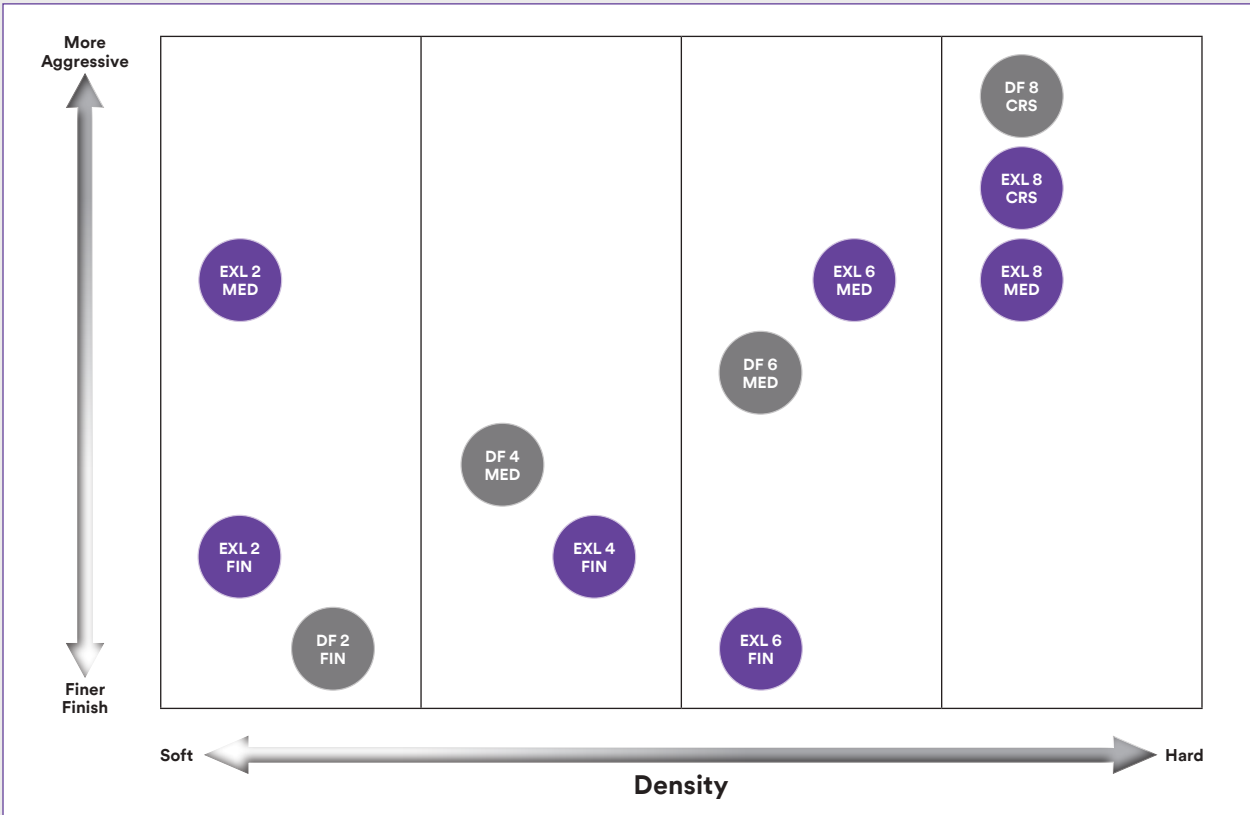 More
Aggressive
DF 8
CRS
EXL 8
CRS
EXL 2
MED
EXL 6
MED
EXL 8
MED
DF 6
MED
DF 4
MED
EXL 2
FIN
EXL 4
FIN
DF 2
FIN
EXL 6
FIN
Finer
Finish
Soft
Hard
Density